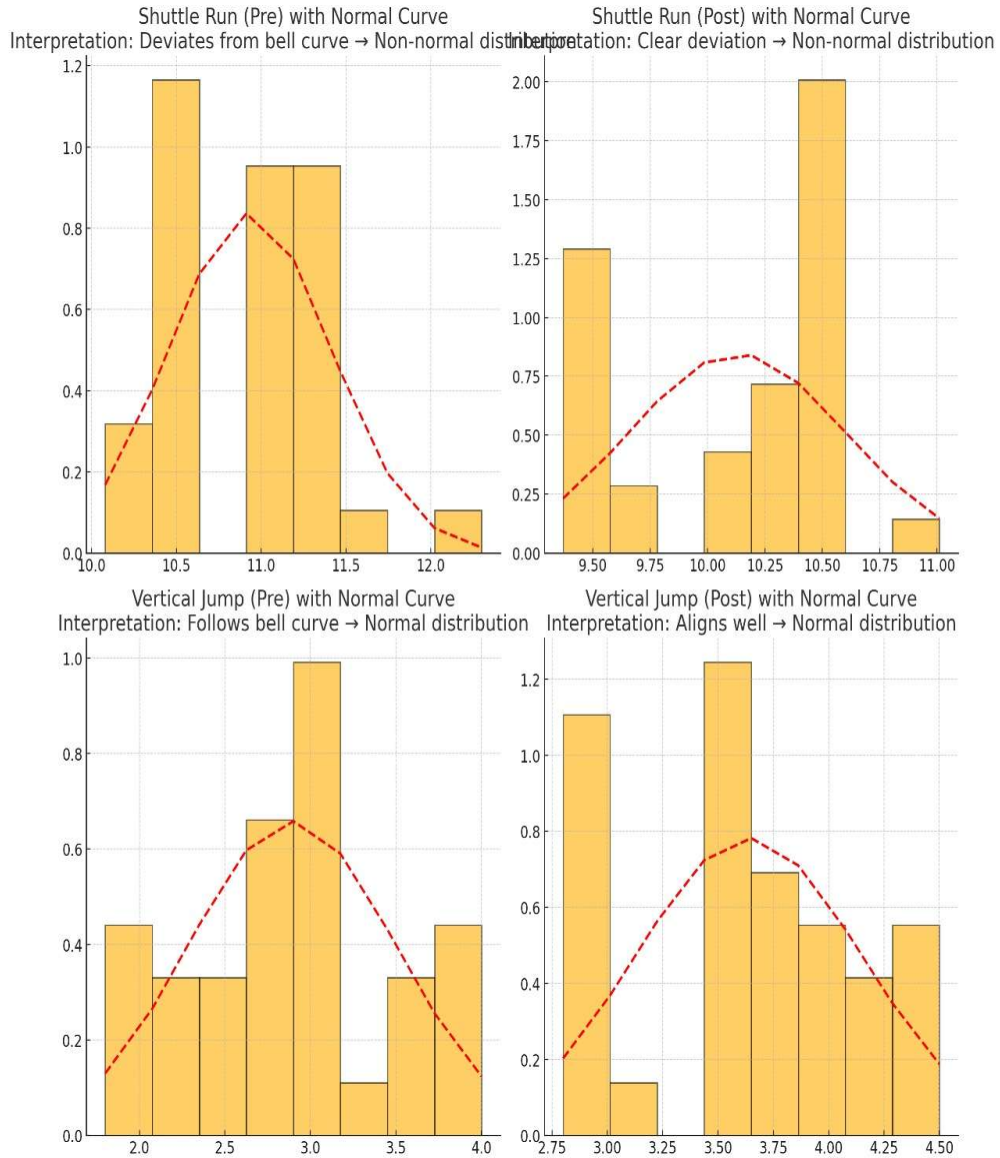 Shuttle Run (Pre) with Normal Curve
Interpretation: Deviates from bell curve → Non-normal distribution
1.2
1.0
0.8
0.6
0.4
0.2
0.0
10.0 10.5 11.0 11.5 12.0
Shuttle Run (Post) with Normal Curve
Interpretation: Clear deviation → Non-normal distribution
2.00
1.75
1.50
1.25
1.00
0.75
0.50
0.25
0.00
9.50 9.75 10.00 10.25 10.50 10.75 11.00
Vertical Jump (Pre) with Normal Curve
Interpretation: Follows bell curve → Normal distribution
1.0
0.8
0.6
0.4
0.2
0.0
2.0 2.5 3.0 3.5 4.0
Vertical Jump (Post) with Normal Curve
Interpretation: Aligns well → Normal distribution
1.2
1.0
0.8
0.6
0.4
0.2
0.0
2.75 3.00 3.25 3.50 3.75 4.00 4.25 4.50